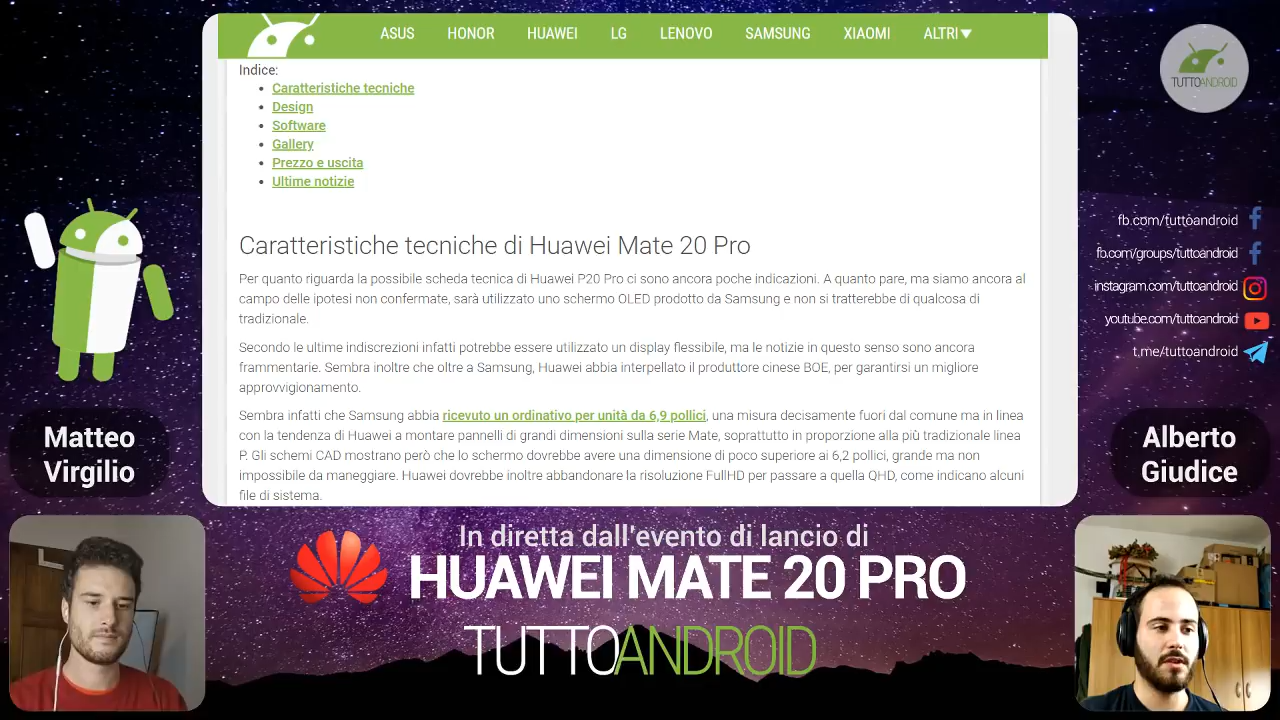 ASUS HONOR HUAWEI LG LENOVO SAMSUNG XIAOMI ALTRI
TUTTOANDROID
Indice:
Caratteristiche tecniche
Design
Software
Gallery
Prezzo e uscita
Ultime notizie
Caratteristiche tecniche di Huawei Mate 20 Pro
Per quanto riguarda la possibile scheda tecnica di Huawei P20 Pro ci sono ancora poche indicazioni. A quanto pare, ma siamo ancora al
campo delle ipotesi non confermate, sarà utilizzato uno schermo OLED prodotto da Samsung e non si tratterebbe di qualcosa di
tradizionale.
Secondo le ultime indiscrezioni infatti potrebbe essere utilizzato un display flessibile, ma le notizie in questo senso sono ancora
frammentarie. Sembra inoltre che oltre a Samsung, Huawei abbia interpellato il produttore cinese BOE, per garantirsi un migliore
approvvigionamento.
Sembra infatti che Samsung abbia ricevuto un ordinativo per unità da 6,9 pollici, una misura decisamente fuori dal comune ma in linea
con la tendenza di Huawei a montare pannelli di grandi dimensioni sulla serie Mate, soprattutto in proporzione alla più tradizionale linea
P. Gli schemi CAD mostrano però che lo schermo dovrebbe avere una dimensione di poco superiore ai 6,2 pollici, grande ma non
impossibile da maneggiare. Huawei dovrebbe inoltre abbandonare la risoluzione FullHD per passare a quella QHD, come indicano alcuni
file di sistema.
fb.com/tuttoandroid
fb.com/groups/tuttoandroid
instagram.com/tuttoandroid
youtube.com/tuttoandroid
t.me/tuttoandroid
Matteo
Virgilio
Alberto
Giudice
In diretta dall'evento di lancio di
HUAWEI MATE 20 PRO
TUTTOANDROID